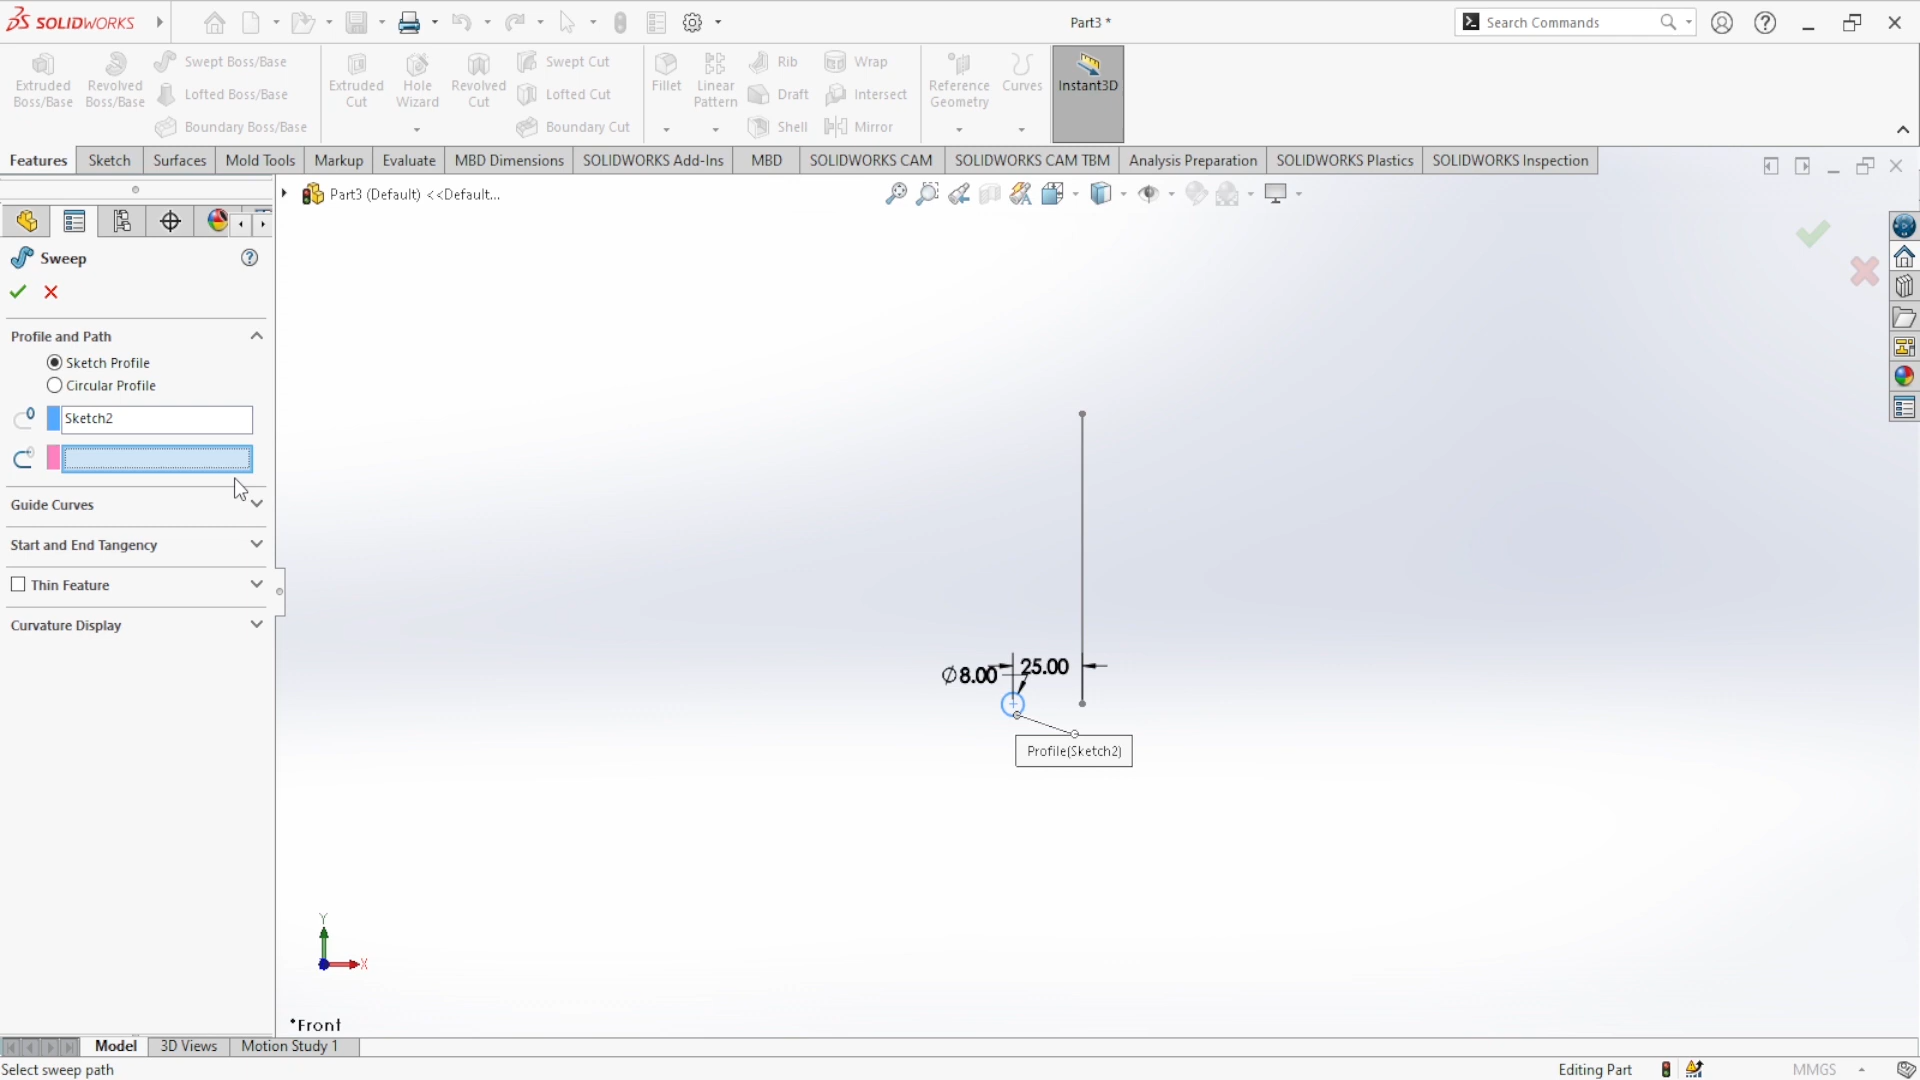 SOLIDWORKS
Part3 *
Search Commands
Extruded Boss/Base
Revolved Boss/Base
Swept Boss/Base
Lofted Boss/Base
Boundary Boss/Base
Extruded Cut
Hole Wizard
Revolved Cut
Swept Cut
Lofted Cut
Boundary Cut
Fillet
Linear Pattern
Rib
Draft
Shell
Wrap
Intersect
Mirror
Reference Geometry
Curves
Instant3D
Features
Sketch
Surfaces
Mold Tools
Markup
Evaluate
MBD Dimensions
SOLIDWORKS Add-Ins
MBD
SOLIDWORKS CAM
SOLIDWORKS CAM TBM
Analysis Preparation
SOLIDWORKS Plastics
SOLIDWORKS Inspection
Part3 (Default) <<Default...
Sweep
Profile and Path
Sketch Profile
Circular Profile
Sketch2
Guide Curves
Start and End Tangency
Thin Feature
Curvature Display
25.00
∅8.00
Profile(Sketch2)
Y
X
*Front
Model
3D Views
Motion Study 1
Select sweep path
Editing Part
MMGS